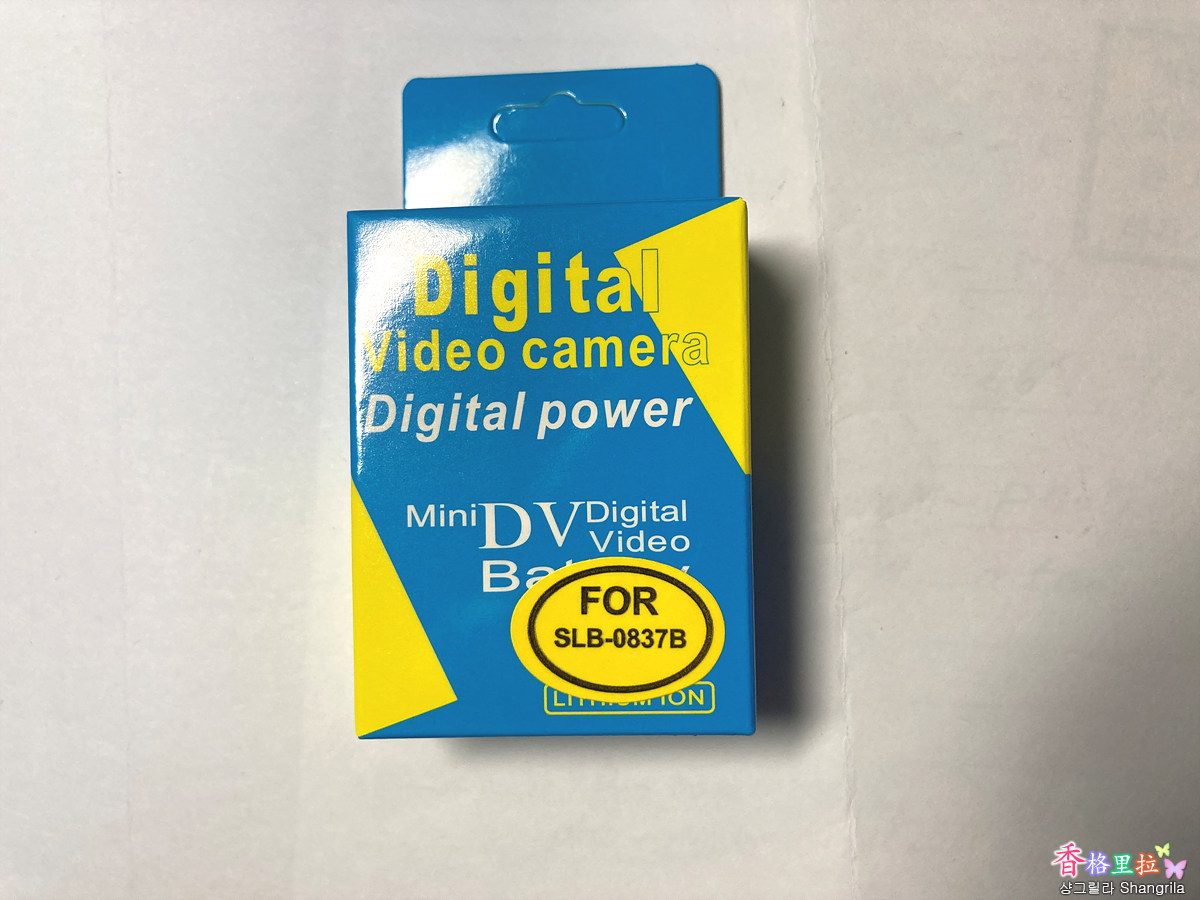 Digital
Video camera
Digital power
Mini DV Digital
Video
FOR
SLB-0837B
ION
香格里拉
샹그릴라 Shangrila